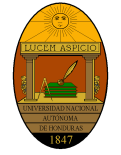 LUCEM ASPICIO
UNIVERSIDAD NACIONAL
AUTÓNOMA
DE HONDURAS
1847